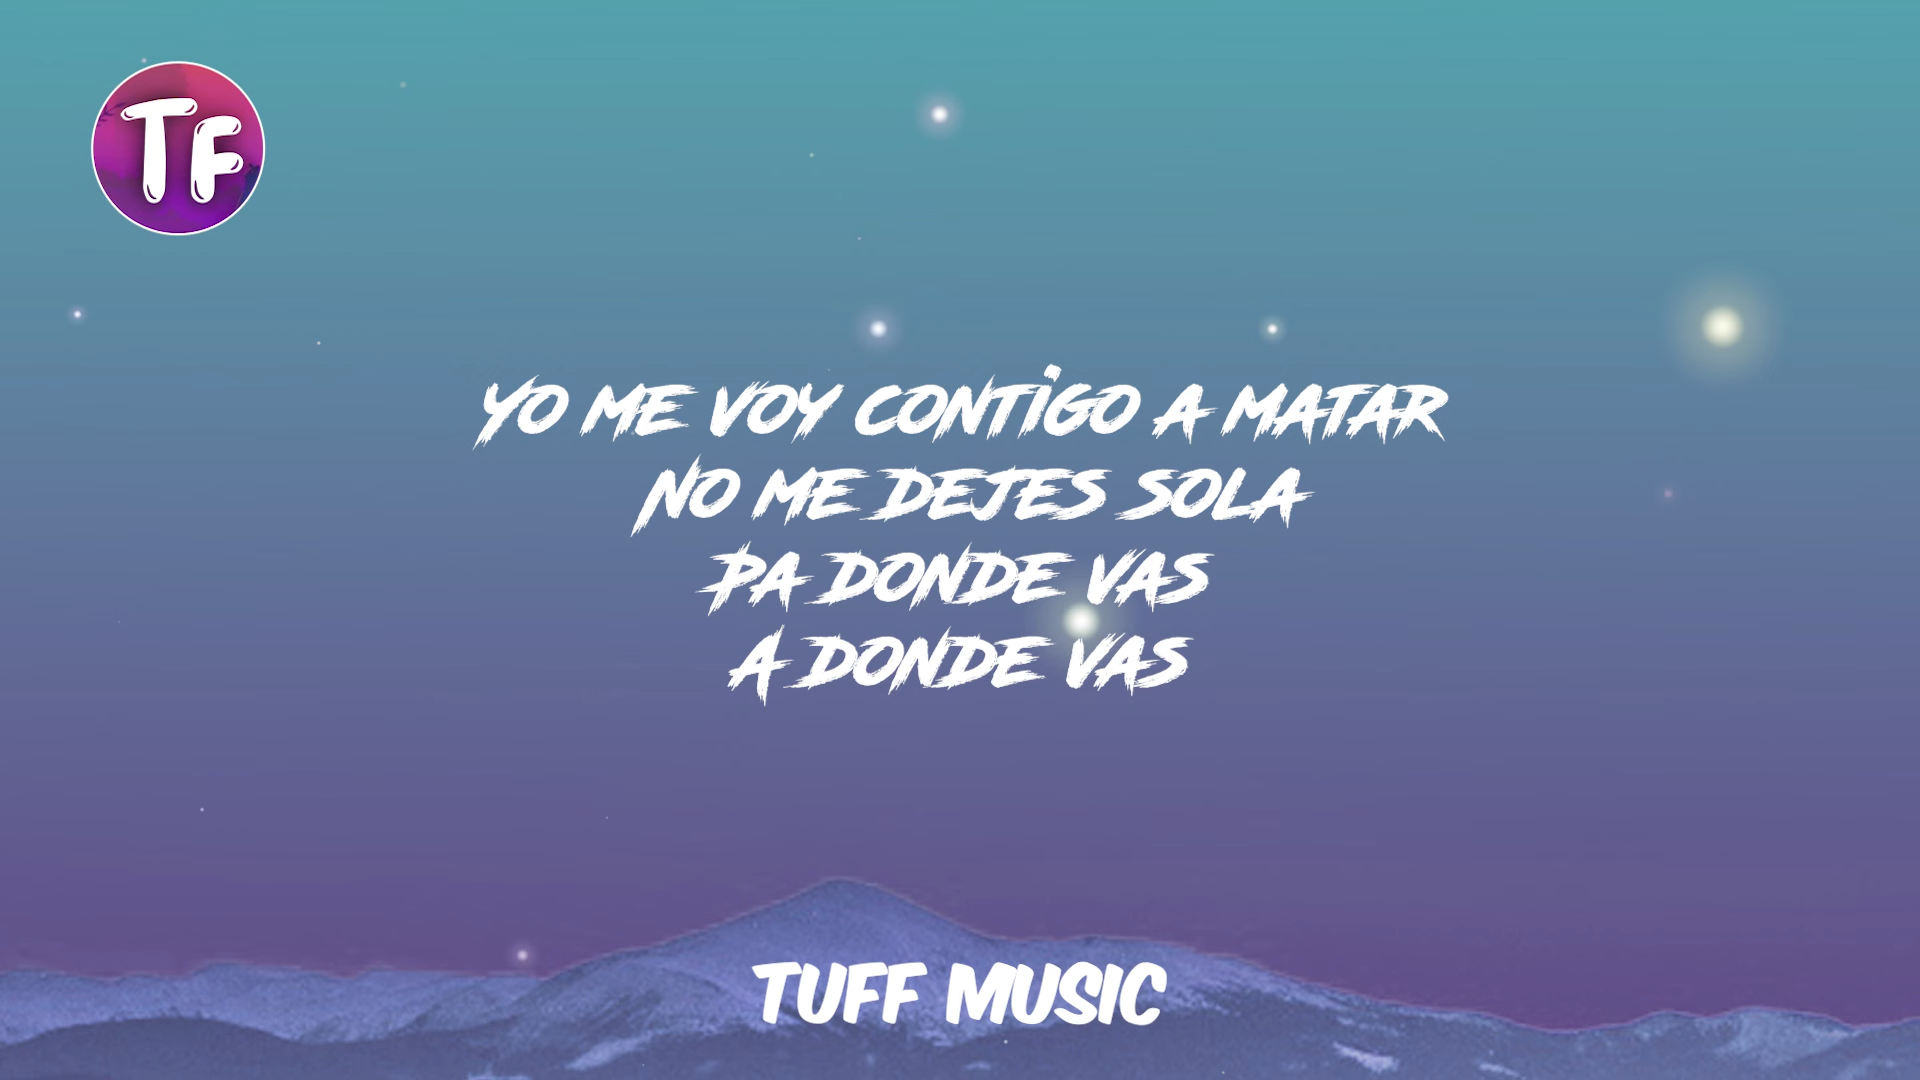 TF
YO ME VOY CONTIGO A MATAR
NO ME DEJES SOLA
PA DONDE VAS
A DONDE VAS
TUFF MUSIC